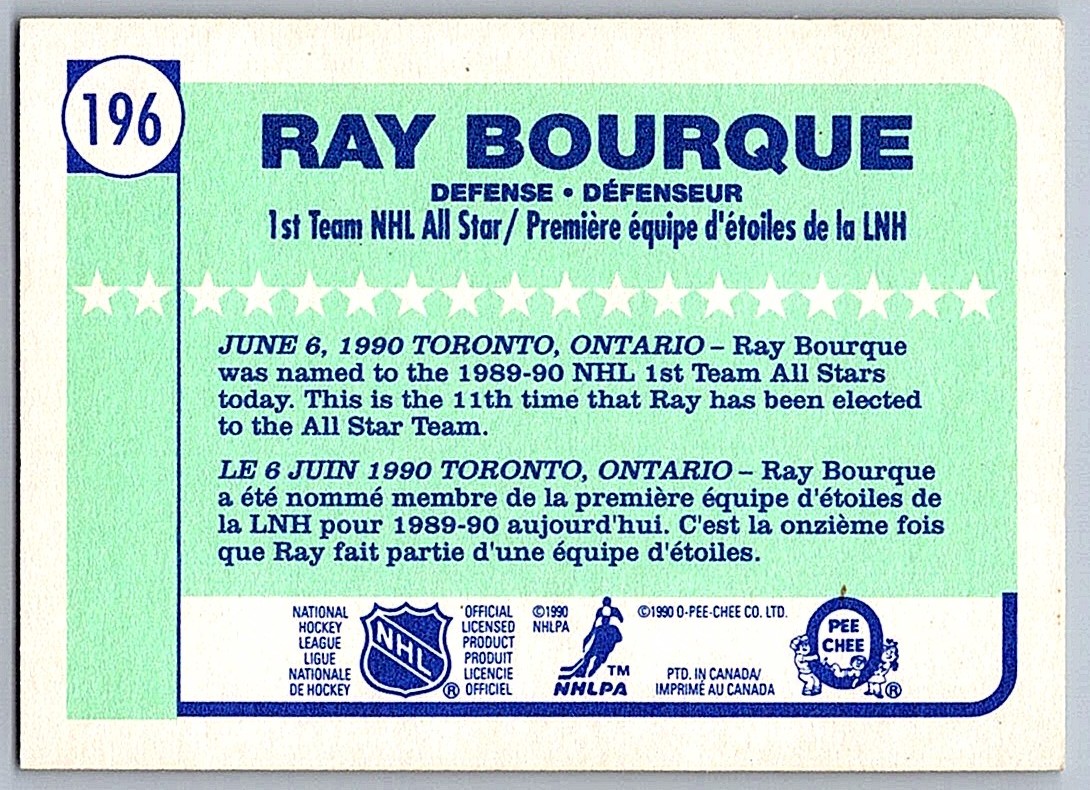 196
RAY BOURQUE
DEFENSE • DÉFENSEUR
1st Team NHL All Star/ Première équipe d'étoiles de la LNH
JUNE 6, 1990 TORONTO, ONTARIO – Ray Bourque
was named to the 1989-90 NHL 1st Team All Stars
today. This is the 11th time that Ray has been elected
to the All Star Team.
LE 6 JUIN 1990 TORONTO, ONTARIO – Ray Bourque
a été nommé membre de la première équipe d'étoiles de
la LNH pour 1989-90 aujourd'hui. C'est la onzième fois
que Ray fait partie d'une équipe d'étoiles.
NATIONAL
HOCKEY
LEAGUE
LIGUE
NATIONALE
DE HOCKEY
NHL
®
OFFICIAL
LICENSED
PRODUCT
PRODUIT
LICENCIE
OFFICIEL
©1990
NHLPA
TM
NHLPA
©1990 O-PEE-CHEE CO. LTD.
PTD. IN CANADA/
IMPRIMÉ AU CANADA
O
PEE
CHEE
®